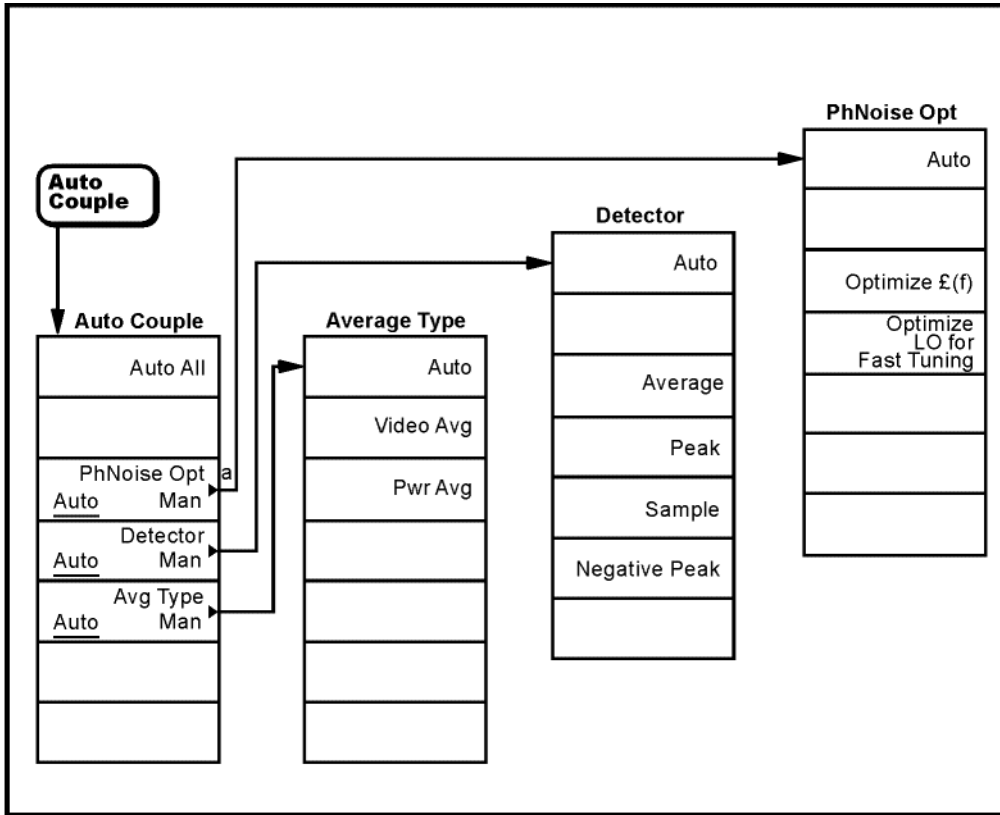 Auto
Couple
Auto Couple
Auto All
PhNoise Opt a
Auto Man
Detector
Auto Man
Avg Type
Auto Man
Average Type
Auto
Video Avg
Pwr Avg
Detector
Auto
Average
Peak
Sample
Negative Peak
PhNoise Opt
Auto
Optimize £(f)
Optimize
LO for
Fast Tuning